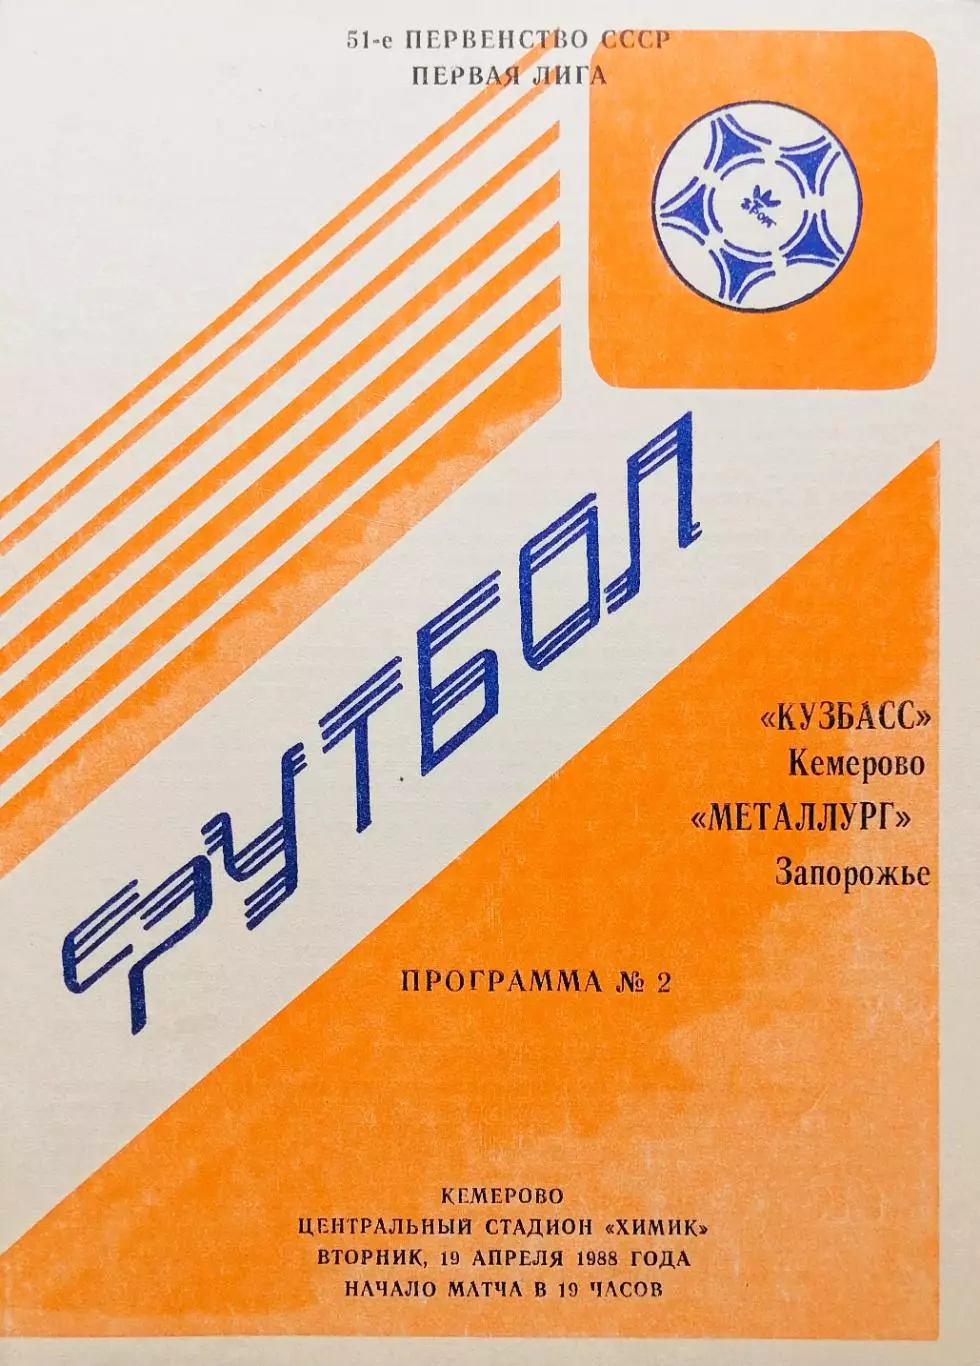 51-е ПЕРВЕНСТВО СССР
ПЕРВАЯ ЛИГА
СПОРТ
ФУТБОЛ
«КУЗБАСС»
Кемерово
«МЕТАЛЛУРГ»
Запорожье
ПРОГРАММА № 2
КЕМЕРОВО
ЦЕНТРАЛЬНЫЙ СТАДИОН «ХИМИК»
ВТОРНИК, 19 АПРЕЛЯ 1988 ГОДА
НАЧАЛО МАТЧА В 19 ЧАСОВ